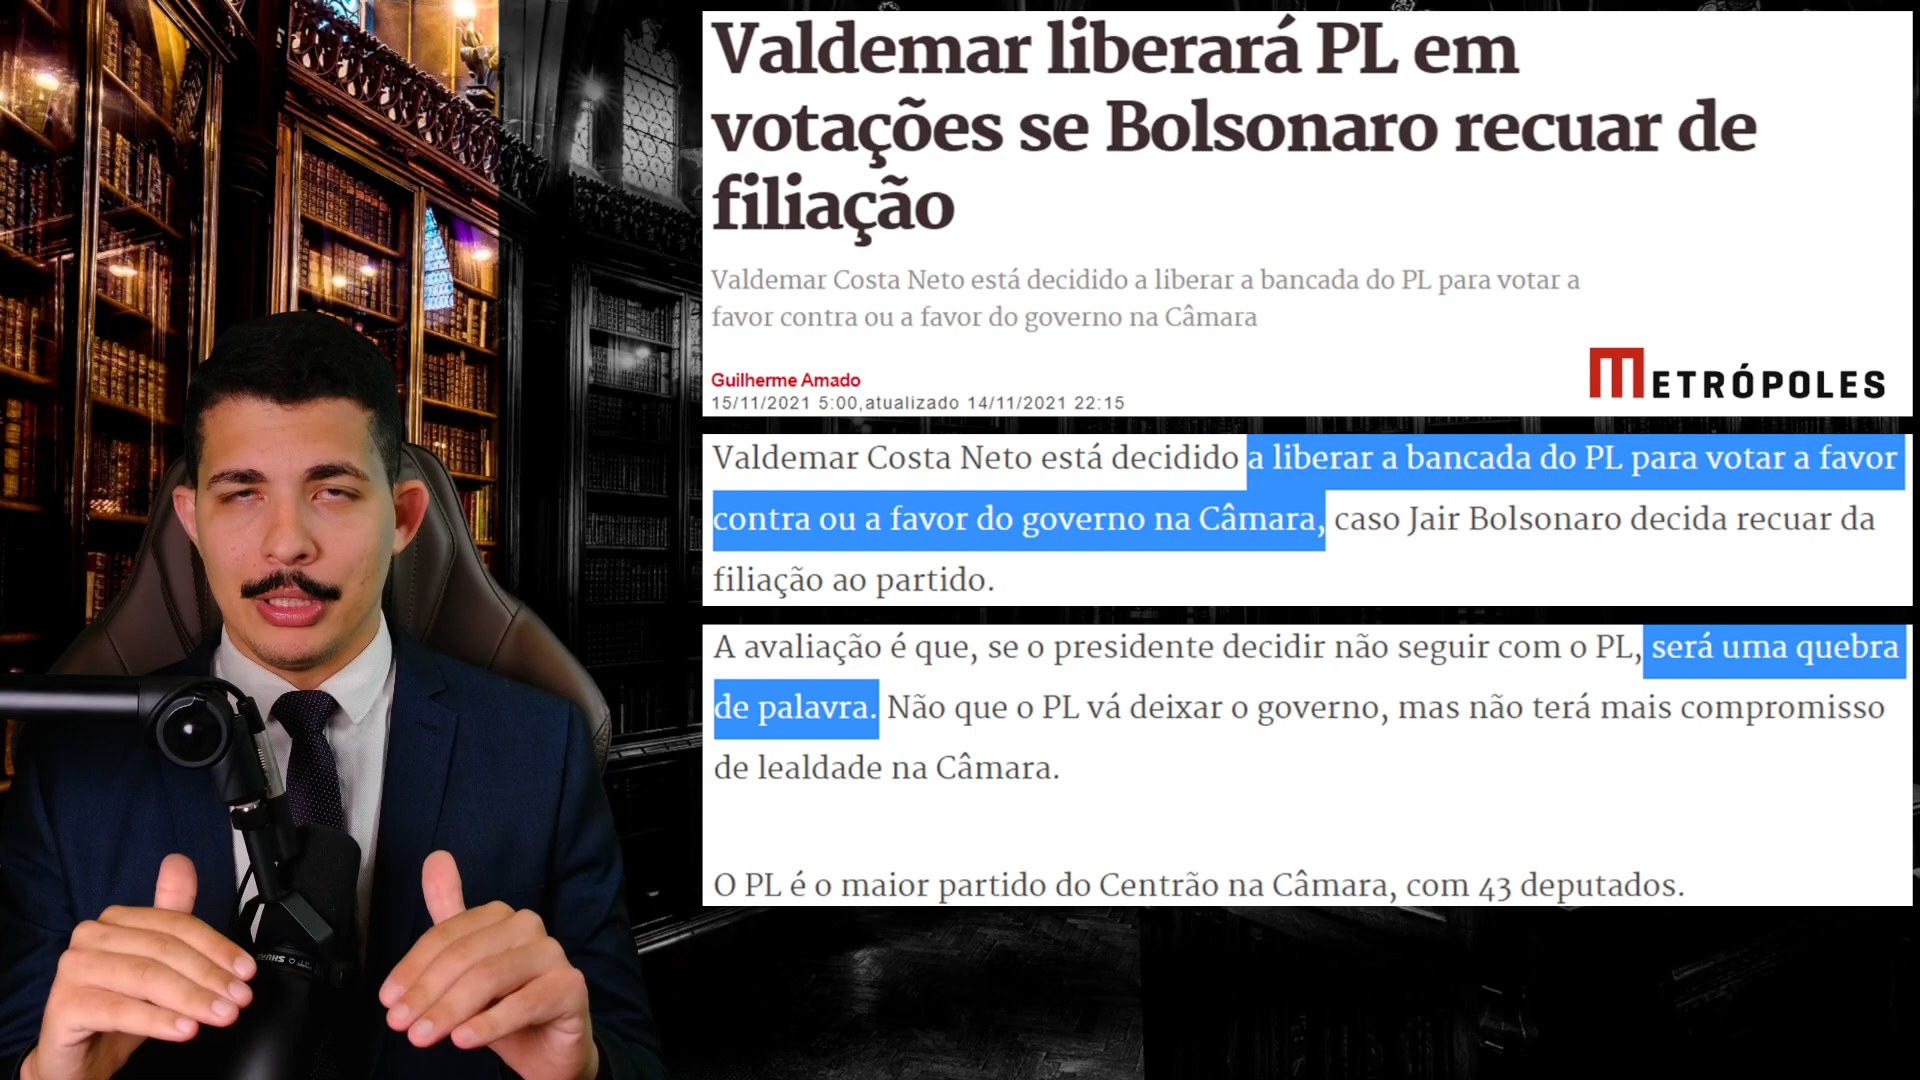 Valdemar liberará PL em
votações se Bolsonaro recuar de
filiação
Valdemar Costa Neto está decidido a liberar a bancada do PL para votar a
favor contra ou a favor do governo na Câmara
Guilherme Amado
15/11/2021 5:00,atualizado 14/11/2021 22:15
METRÓPOLES
Valdemar Costa Neto está decidido a liberar a bancada do PL para votar a favor
contra ou a favor do governo na Câmara, caso Jair Bolsonaro decida recuar da
filiação ao partido.
A avaliação é que, se o presidente decidir não seguir com o PL, será uma quebra
de palavra. Não que o PL vá deixar o governo, mas não terá mais compromisso
de lealdade na Câmara.
O PL é o maior partido do Centrão na Câmara, com 43 deputados.
SHURE